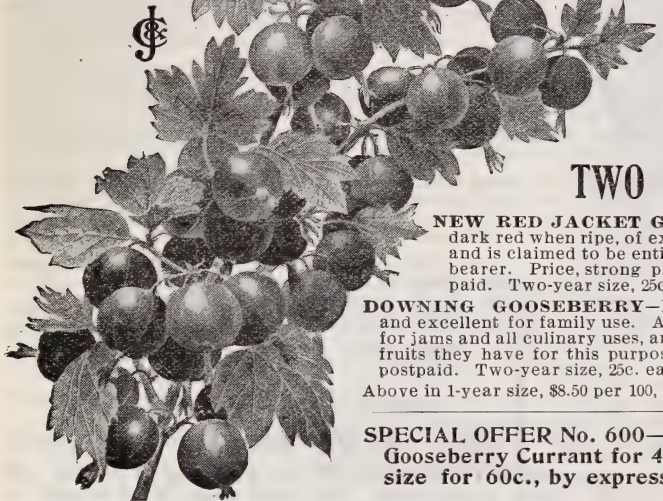 TWO
NEW RED JACKET G
dark red when ripe, of ex
and is claimed to be enti
bearer. Price, strong p
paid. Two-year size, 25c
DOWNING GOOSEBERRY—
and excellent for family use. A
for jams and all culinary uses, a
fruits they have for this purpos
postpaid. Two-year size, 25c. ea
Above in 1-year size, $8.50 per 100,
SPECIAL OFFER No. 600—
Gooseberry Currant for 4
size for 60c., by express